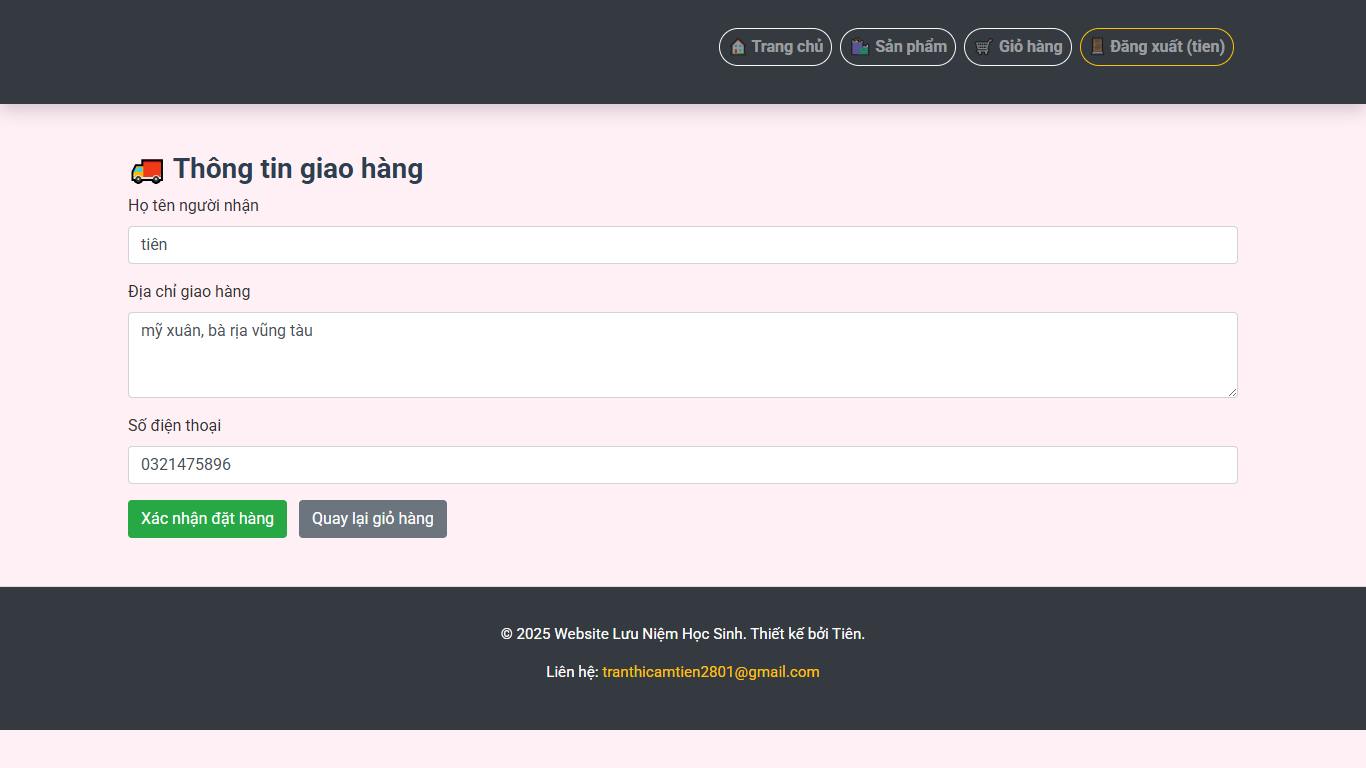 Trang chủ Sản phẩm Giỏ hàng Đăng xuất (tien)
Thông tin giao hàng
Họ tên người nhận
tiên
Địa chỉ giao hàng
mỹ xuân, bà rịa vũng tàu
Số điện thoại
0321475896
Xác nhận đặt hàng Quay lại giỏ hàng
© 2025 Website Lưu Niệm Học Sinh. Thiết kế bởi Tiên.
Liên hệ: tranthicamtien2801@gmail.com